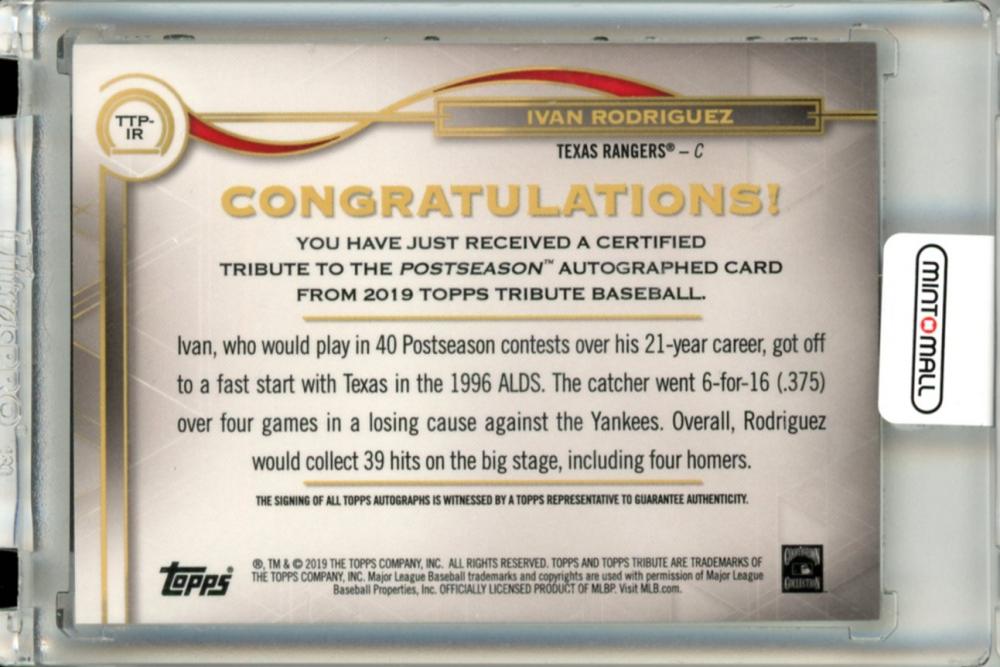 TTP-
IR
IVAN RODRIGUEZ
TEXAS RANGERS® – C
CONGRATULATIONS!
YOU HAVE JUST RECEIVED A CERTIFIED
TRIBUTE TO THE POSTSEASON™ AUTOGRAPHED CARD
FROM 2019 TOPPS TRIBUTE BASEBALL.
Ivan, who would play in 40 Postseason contests over his 21-year career, got off
to a fast start with Texas in the 1996 ALDS. The catcher went 6-for-16 (.375)
over four games in a losing cause against the Yankees. Overall, Rodriguez
would collect 39 hits on the big stage, including four homers.
THE SIGNING OF ALL TOPPS AUTOGRAPHS IS WITNESSED BY A TOPPS REPRESENTATIVE TO GUARANTEE AUTHENTICITY.
topps®
®, TM & © 2019 THE TOPPS COMPANY, INC. ALL RIGHTS RESERVED. TOPPS AND TOPPS TRIBUTE ARE TRADEMARKS OF
THE TOPPS COMPANY, INC. Major League Baseball trademarks and copyrights are used with permission of Major League
Baseball Properties, Inc. OFFICIALLY LICENSED PRODUCT OF MLBP. Visit MLB.com.
COOPERSTOWN
COLLECTION
MINTOMALL